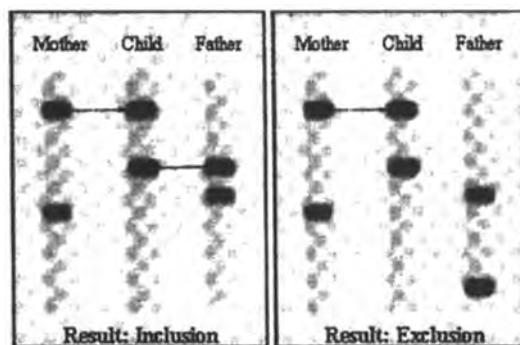 Mother Child Father
Result: Inclusion
Mother Child Father
Result: Exclusion